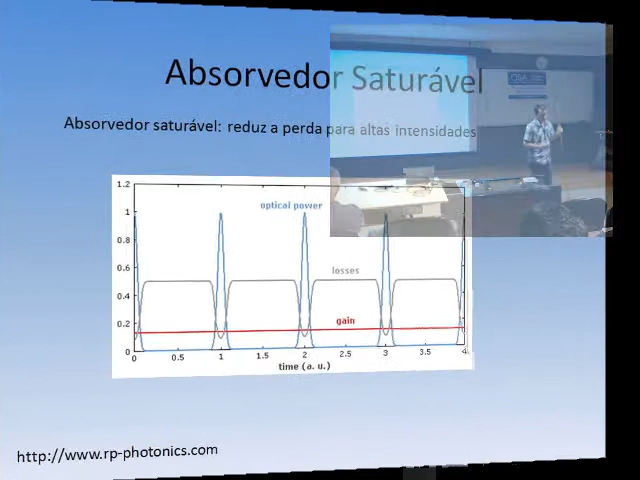 Absorvedor Saturável
Absorvedor saturável: reduz a perda para altas intensidades
1.2
optical power
1
0.8
losses
0.6
0.4
gain
0.2
0
0 0.5 1 1.5 2 2.5 3 3.5 4
time (a. u.)
http://www.rp-photonics.com
OSA